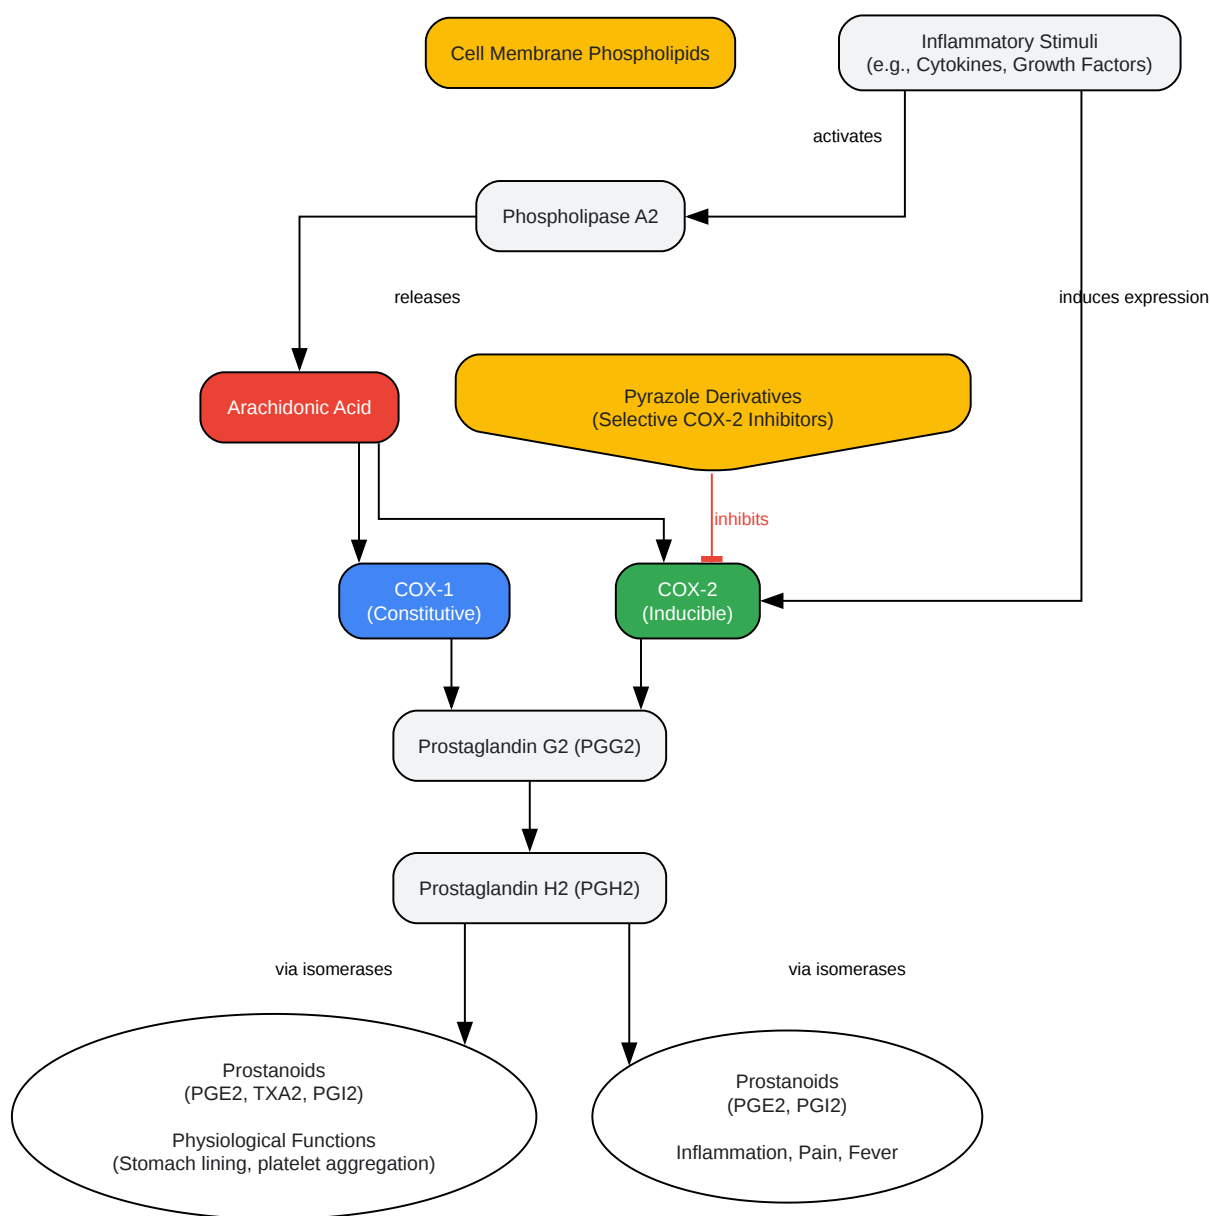 Cell Membrane Phospholipids
Inflammatory Stimuli
(e.g., Cytokines, Growth Factors)
activates
Phospholipase A2
releases
induces expression
Pyrazole Derivatives
(Selective COX-2 Inhibitors)
Arachidonic Acid
inhibits
COX-1
(Constitutive)
COX-2
(Inducible)
Prostaglandin G2 (PGG2)
Prostaglandin H2 (PGH2)
via isomerases
via isomerases
Prostanoids
(PGE2, TXA2, PGI2)
Physiological Functions
(Stomach lining, platelet aggregation)
Prostanoids
(PGE2, PGI2)
Inflammation, Pain, Fever